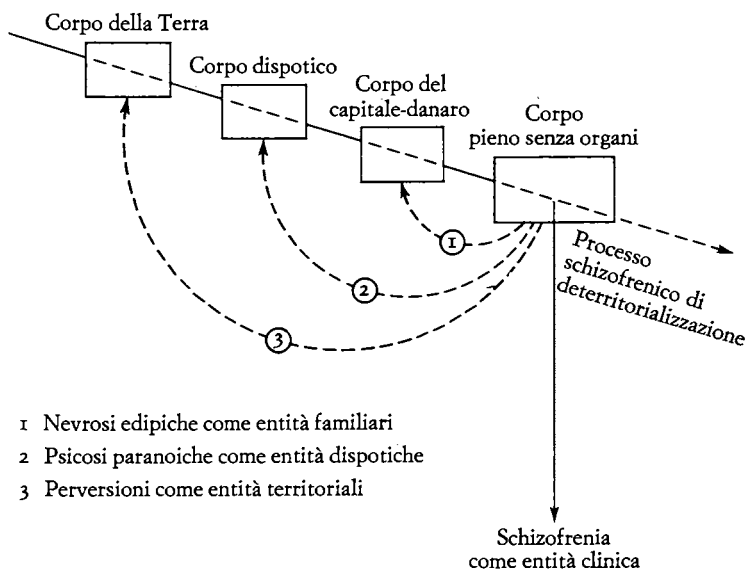 Corpo della Terra
Corpo dispotico
Corpo del
capitale-danaro
Corpo
pieno senza organi
Processo
schizofrenico di
deterritorializzazione
1
2
3
1 Nevrosi edipiche come entità familiari
2 Psicosi paranoiche come entità dispotiche
3 Perversioni come entità territoriali
Schizofrenia
come entità clinica